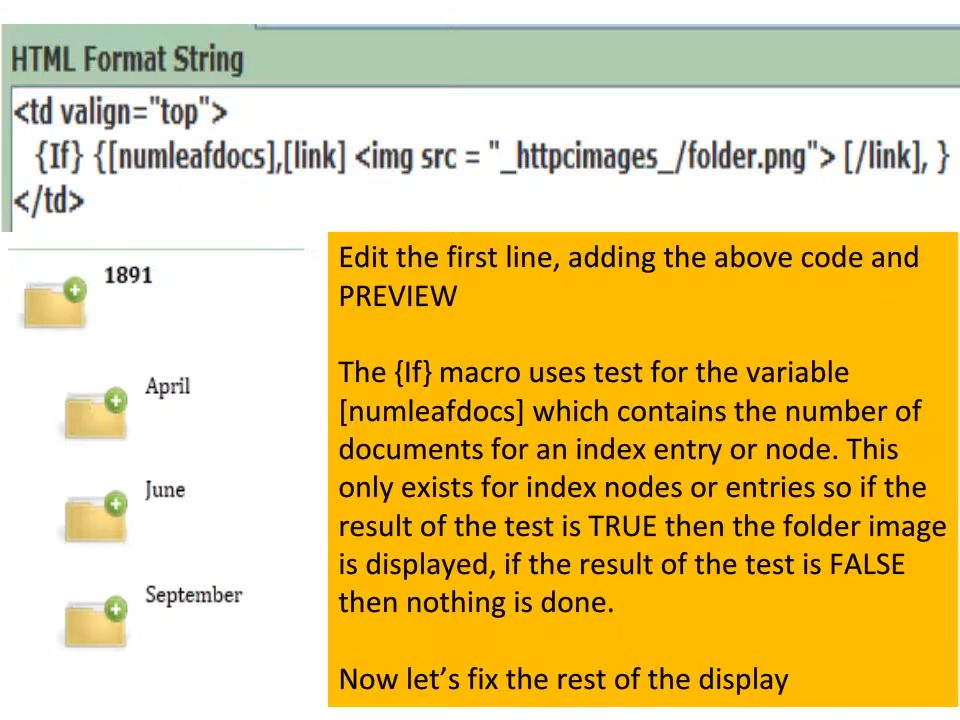 HTML Format String
<td valign="top">
{If} {[numleafdocs],[link] <img src = "_httpcimages_/folder.png"> [/link], }
</td>
1891
April
June
September
Edit the first line, adding the above code and
PREVIEW
The {If} macro uses test for the variable
[numleafdocs] which contains the number of
documents for an index entry or node. This
only exists for index nodes or entries so if the
result of the test is TRUE then the folder image
is displayed, if the result of the test is FALSE
then nothing is done.
Now let’s fix the rest of the display